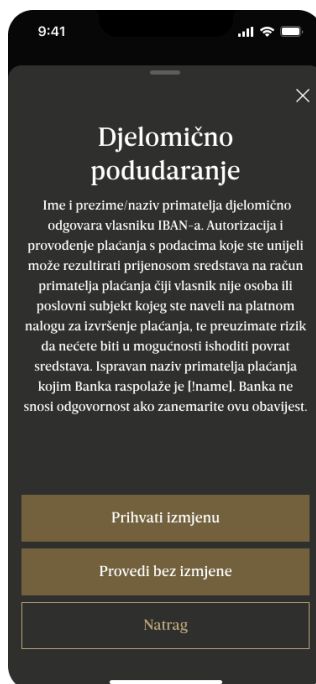 9:41
Djelomično
podudaranje
Ime i prezime/naziv primatelja djelomično
odgovara vlasniku IBAN-a. Autorizacija i
provođenje plaćanja s podacima koje ste unijeli
može rezultirati prijenosom sredstava na račun
primatelja plaćanja čiji vlasnik nije osoba ili
poslovni subjekt kojeg ste naveli na platnom
nalogu za izvršenje plaćanja, te preuzimate rizik
da nećete biti u mogućnosti ishoditi povrat
sredstava. Ispravan naziv primatelja plaćanja
kojim Banka raspolaže je [!name]. Banka ne
snosi odgovornost ako zanemarite ovu obavijest.
Prihvati izmjenu
Provedi bez izmjene
Natrag